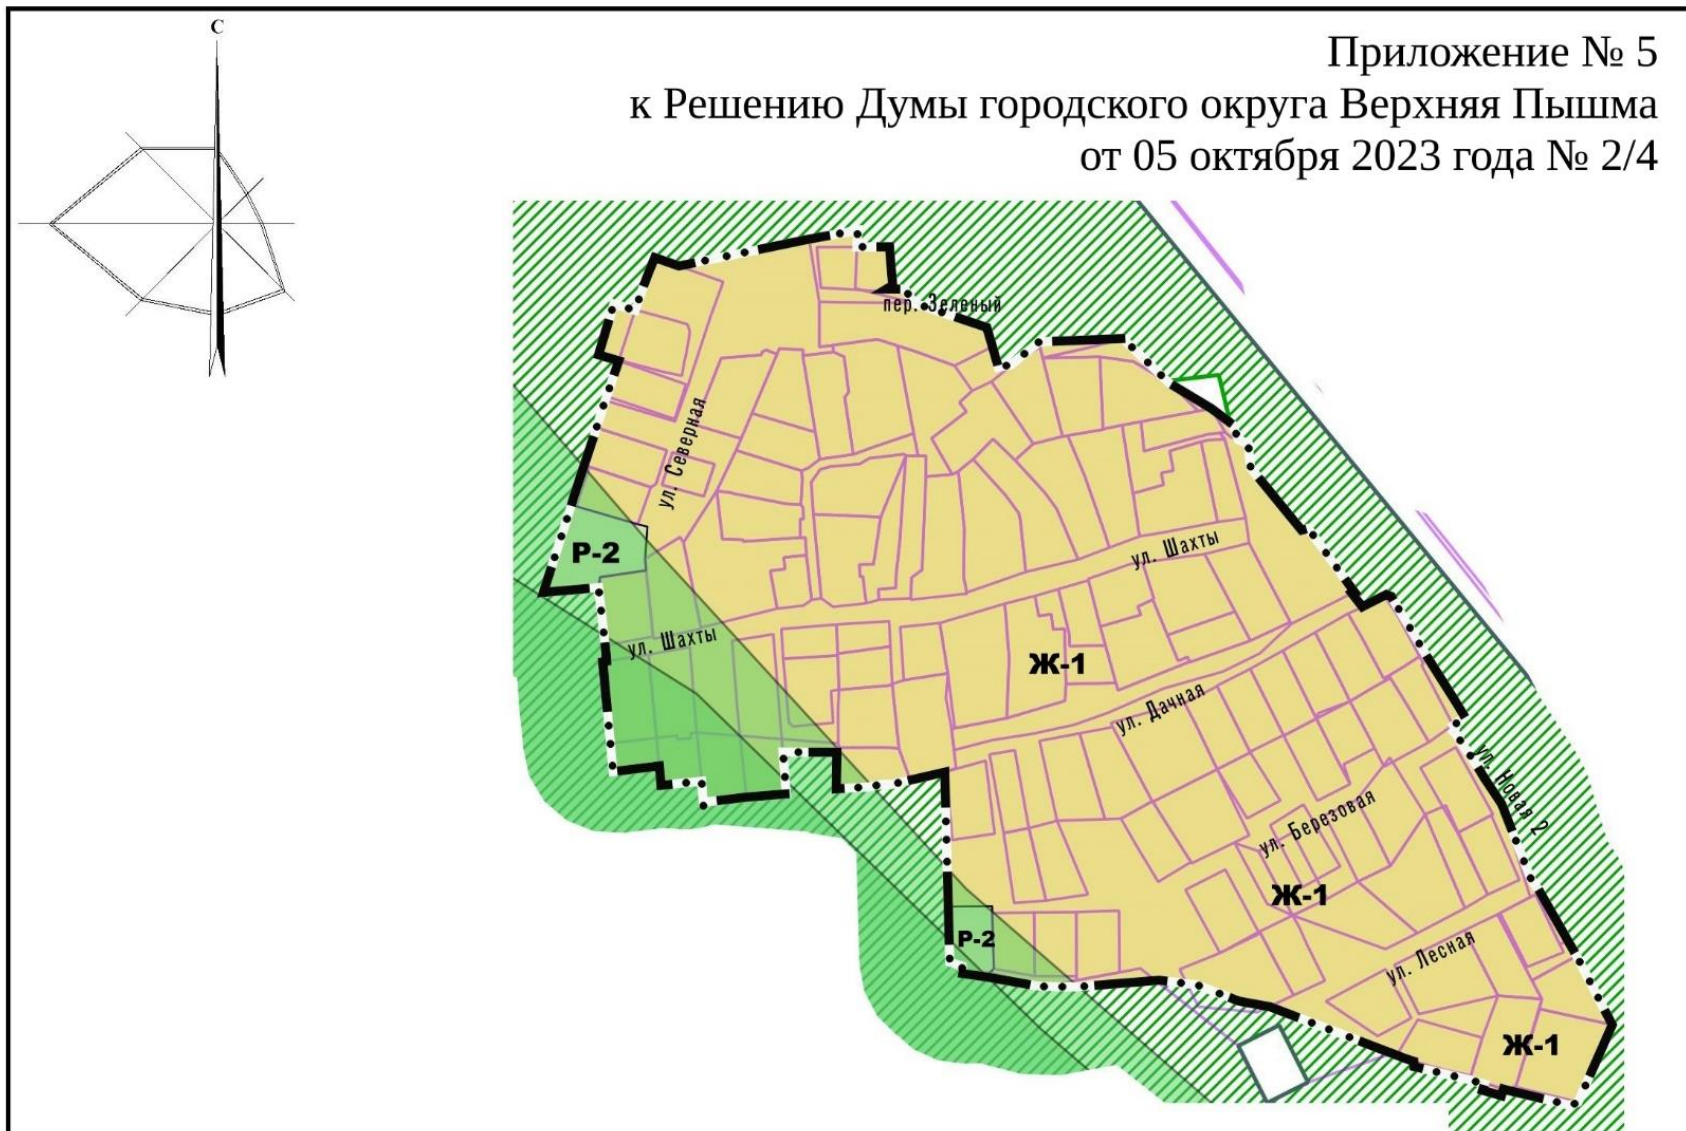 С
Приложение № 5
к Решению Думы городского округа Верхняя Пышма
от 05 октября 2023 года № 2/4
пер. Зеленый
ул. Северная
ул. Шахты
Р-2
ул. Шахты
Ж-1
ул. Дачная
ул. Новая 2
ул. Березовая
Ж-1
Р-2
ул. Лесная
Ж-1